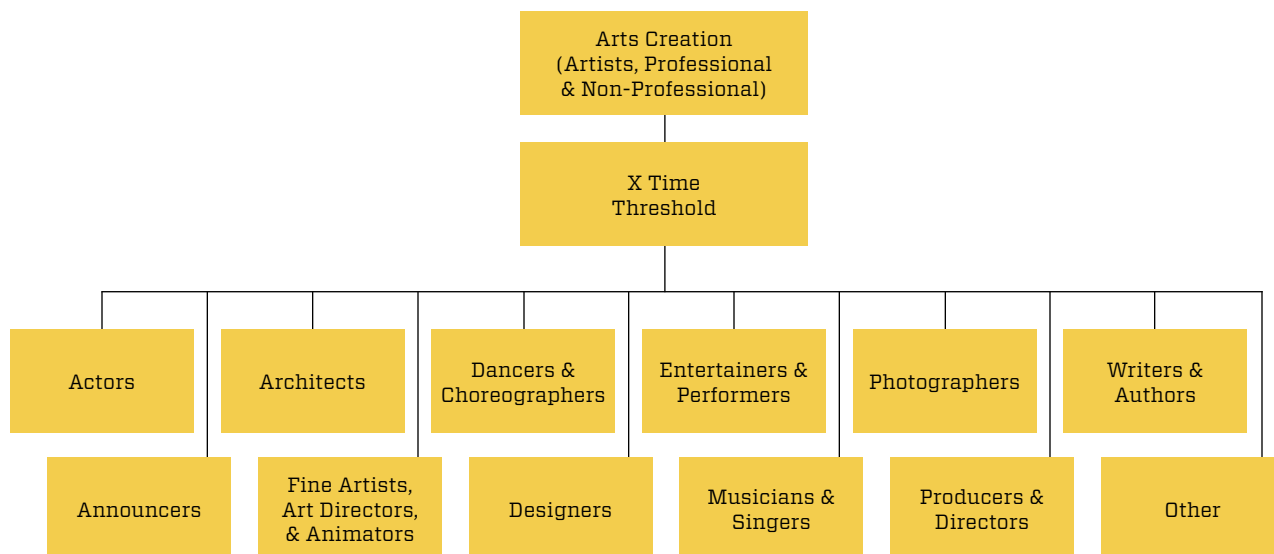 Arts Creation
(Artists, Professional
& Non-Professional)
X Time
Threshold
Actors
Architects
Dancers &
Choreographers
Entertainers &
Performers
Photographers
Writers &
Authors
Announcers
Fine Artists,
Art Directors,
& Animators
Designers
Musicians &
Singers
Producers &
Directors
Other